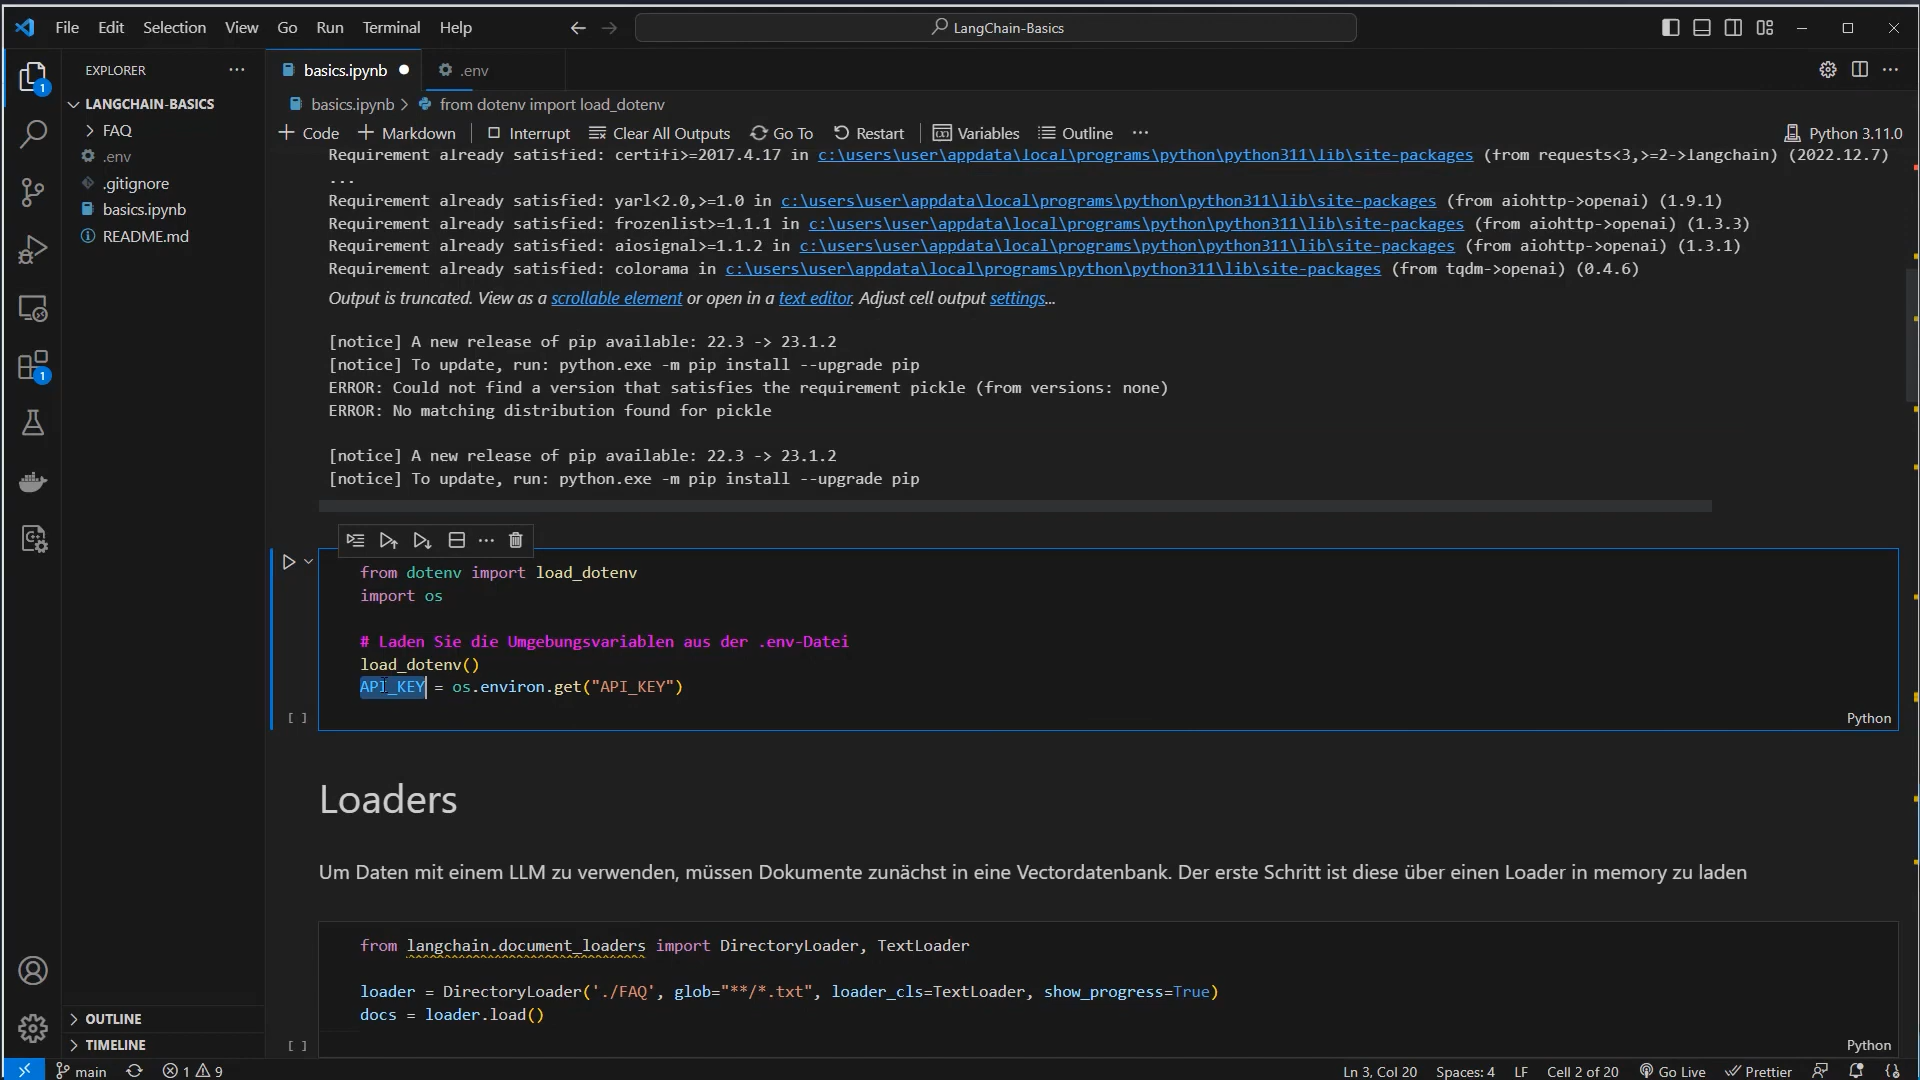 File Edit Selection View Go Run Terminal Help
LangChain-Basics
EXPLORER
LANGCHAIN-BASICS
FAQ
.env
.gitignore
basics.ipynb
README.md
OUTLINE
TIMELINE
1
1
basics.ipynb
.env
basics.ipynb > from dotenv import load_dotenv
Code Markdown Interrupt Clear All Outputs Go To Restart Variables Outline
Python 3.11.0
Requirement already satisfied: certifi>=2017.4.17 in c:\users\user\appdata\local\programs\python\python311\lib\site-packages (from requests<3,>=2->langchain) (2022.12.7)
...
Requirement already satisfied: yarl<2.0,>=1.0 in c:\users\user\appdata\local\programs\python\python311\lib\site-packages (from aiohttp->openai) (1.9.1)
Requirement already satisfied: frozenlist>=1.1.1 in c:\users\user\appdata\local\programs\python\python311\lib\site-packages (from aiohttp->openai) (1.3.3)
Requirement already satisfied: aiosignal>=1.1.2 in c:\users\user\appdata\local\programs\python\python311\lib\site-packages (from aiohttp->openai) (1.3.1)
Requirement already satisfied: colorama in c:\users\user\appdata\local\programs\python\python311\lib\site-packages (from tqdm->openai) (0.4.6)
Output is truncated. View as a scrollable element or open in a text editor. Adjust cell output settings...
[notice] A new release of pip available: 22.3 -> 23.1.2
[notice] To update, run: python.exe -m pip install --upgrade pip
ERROR: Could not find a version that satisfies the requirement pickle (from versions: none)
ERROR: No matching distribution found for pickle
[notice] A new release of pip available: 22.3 -> 23.1.2
[notice] To update, run: python.exe -m pip install --upgrade pip
from dotenv import load_dotenv
import os
# Laden Sie die Umgebungsvariablen aus der .env-Datei
load_dotenv()
API_KEY = os.environ.get("API_KEY")
[ ]
Python
Loaders
Um Daten mit einem LLM zu verwenden, müssen Dokumente zunächst in eine Vectordatenbank. Der erste Schritt ist diese über einen Loader in memory zu laden
from langchain.document_loaders import DirectoryLoader, TextLoader
loader = DirectoryLoader('./FAQ', glob="**/*.txt", loader_cls=TextLoader, show_progress=True)
docs = loader.load()
[ ]
Python
main 1 9 Ln 3, Col 20 Spaces: 4 LF Cell 2 of 20 Go Live Prettier